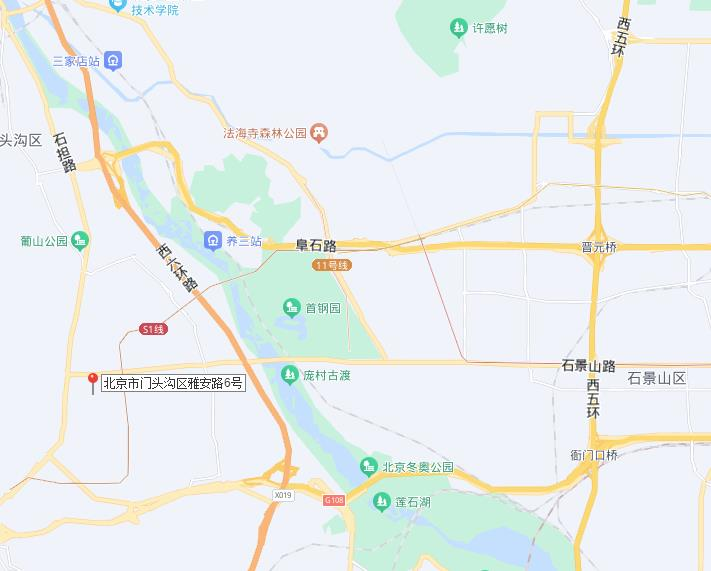 技术学院
许愿树
西五环
三家店站
头沟区
石担路
法海寺森林公园
葡山公园
养三站
阜石路
晋元桥
11号线
西六环路
首钢园
S1线
石景山路
庞村古渡
石景山区
北京市门头沟区雅安路6号
西五环
衙门口桥
北京冬奥公园
X019
G108
莲石湖